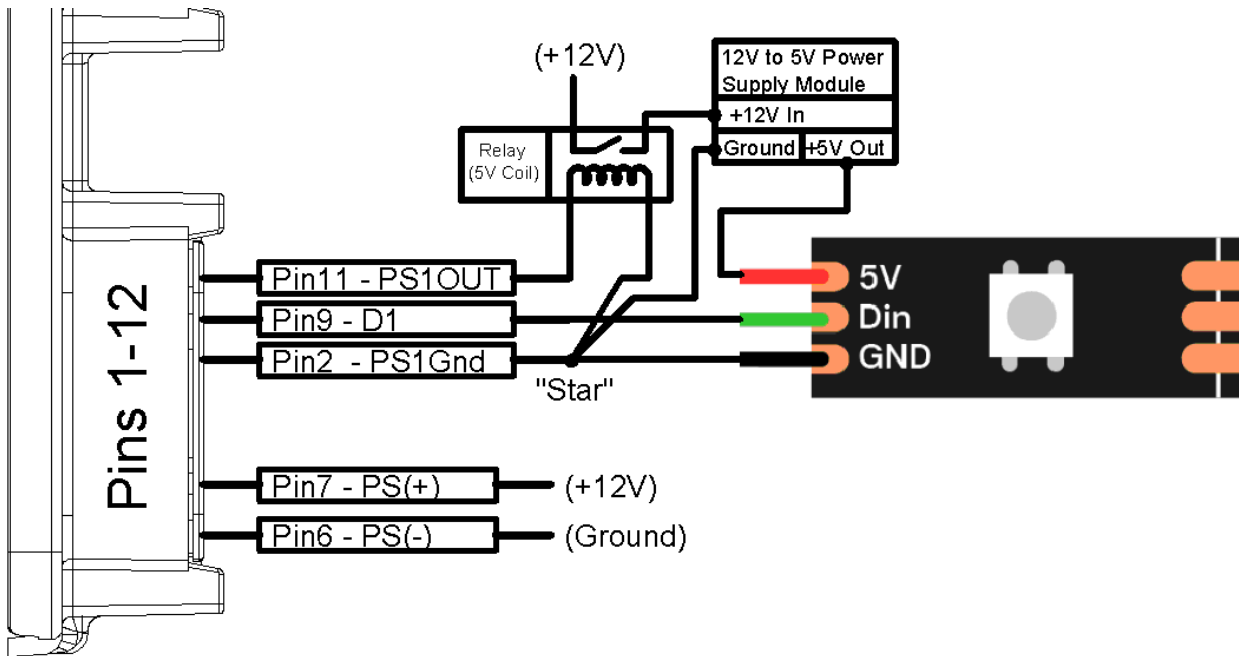 (+12V)
12V to 5V Power
Supply Module
+12V In
Ground
+5V Out
Relay
(5V Coil)
Pins 1-12
Pin11 - PS1OUT
Pin9 - D1
Pin2 - PS1Gnd
"Star"
5V
Din
GND
Pin7 - PS(+)
(+12V)
Pin6 - PS(-)
(Ground)